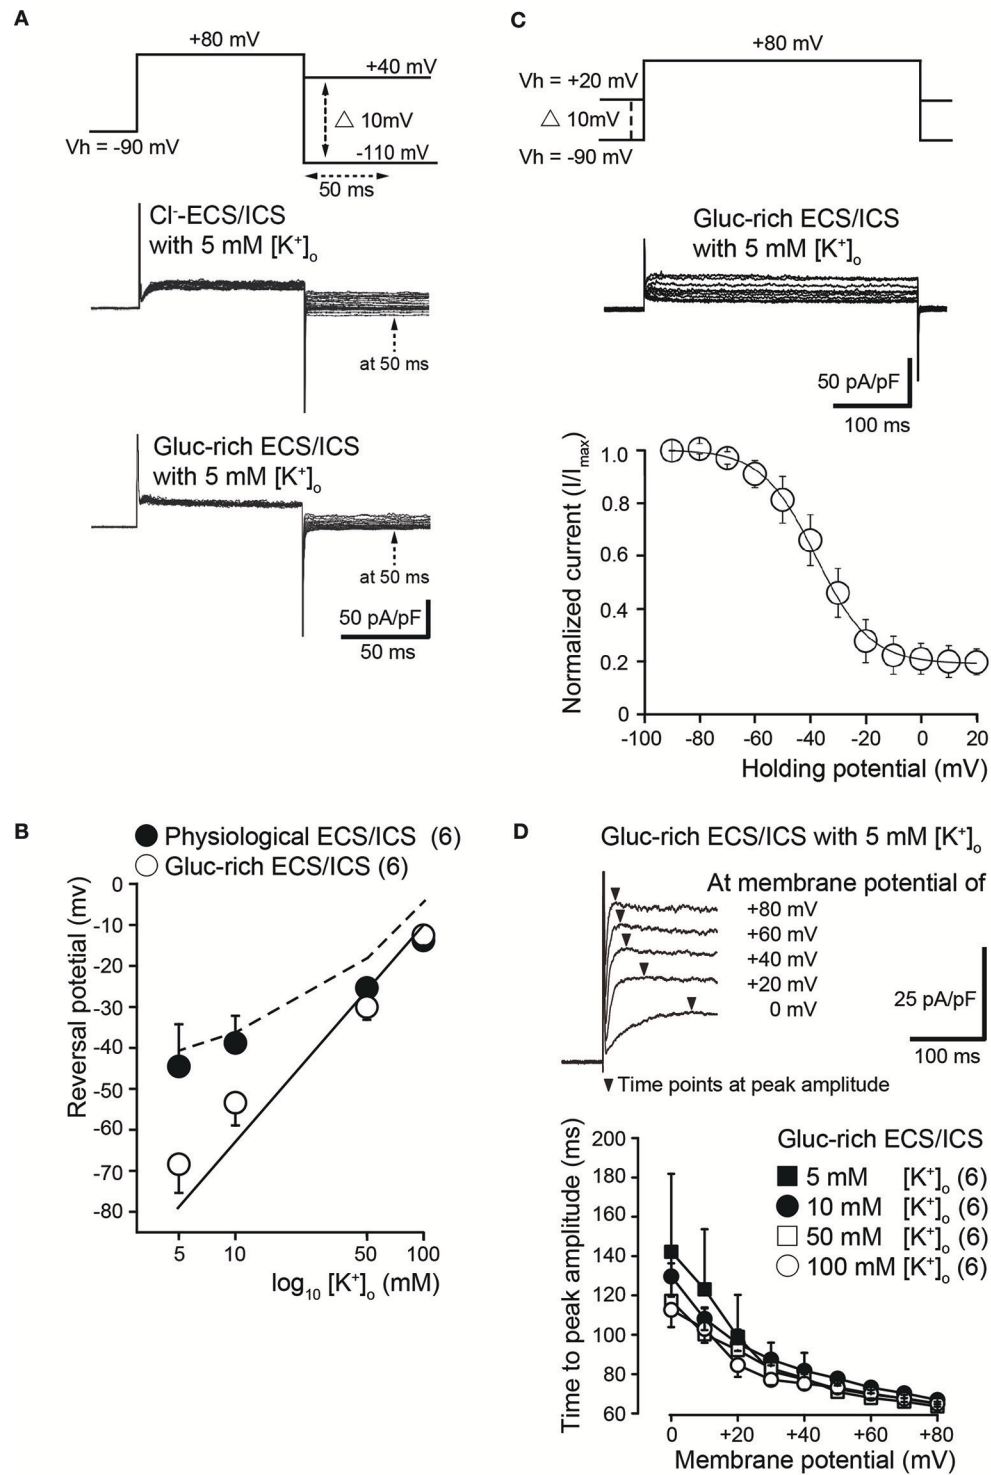 A
+80 mV
+40 mV
△ 10mV
Vh = -90 mV
-110 mV
50 ms
Cl⁻-ECS/ICS
with 5 mM [K⁺]ₒ
at 50 ms
Gluc-rich ECS/ICS
with 5 mM [K⁺]ₒ
at 50 ms
50 pA/pF
50 ms
C
+80 mV
Vh = +20 mV
△ 10mV
Vh = -90 mV
Gluc-rich ECS/ICS
with 5 mM [K⁺]ₒ
50 pA/pF
100 ms
Normalized current (I/Imax)
1.0
0.8
0.6
0.4
0.2
0
-100 -80 -60 -40 -20 0 20
Holding potential (mV)
B
Physiological ECS/ICS (6)
Gluc-rich ECS/ICS (6)
Reversal potetial (mv)
0
-10
-20
-30
-40
-50
-60
-70
-80
5 10 50 100
log₁₀ [K⁺]ₒ (mM)
D
Gluc-rich ECS/ICS with 5 mM [K⁺]ₒ
At membrane potential of
+80 mV
+60 mV
+40 mV
+20 mV
0 mV
25 pA/pF
100 ms
Time points at peak amplitude
Time to peak amplitude (ms)
200
180
160
140
120
100
80
60
Gluc-rich ECS/ICS
5 mM [K⁺]ₒ (6)
10 mM [K⁺]ₒ (6)
50 mM [K⁺]ₒ (6)
100 mM [K⁺]ₒ (6)
0 +20 +40 +60 +80
Membrane potential (mV)